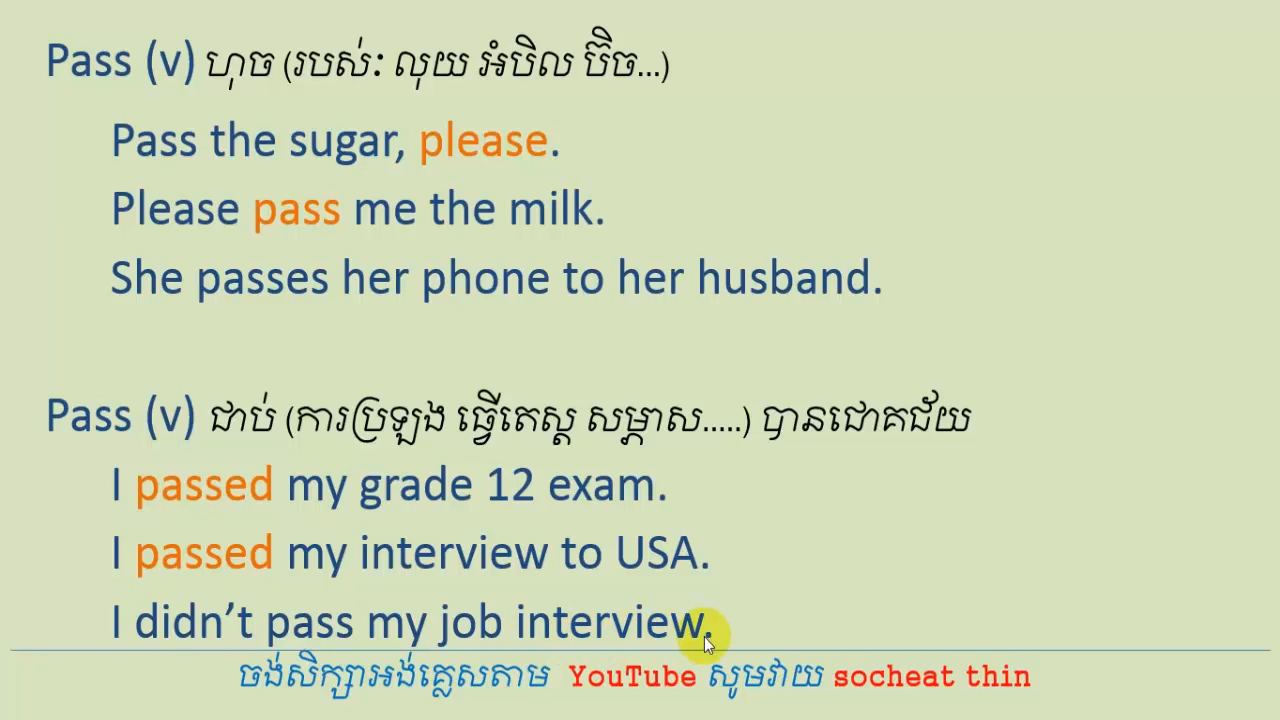 Pass (v) ហុច (របស់ៈ លុយ អំបិល ប៊ិច...)
Pass the sugar, please.
Please pass me the milk.
She passes her phone to her husband.
Pass (v) ជាប់ (ការប្រឡង ធ្វើតេស្ត សម្ភាស.....) បានជោគជ័យ
I passed my grade 12 exam.
I passed my interview to USA.
I didn’t pass my job interview.
ចង់សិក្សាអង់គ្លេសតាម YouTube សូមវាយ socheat thin